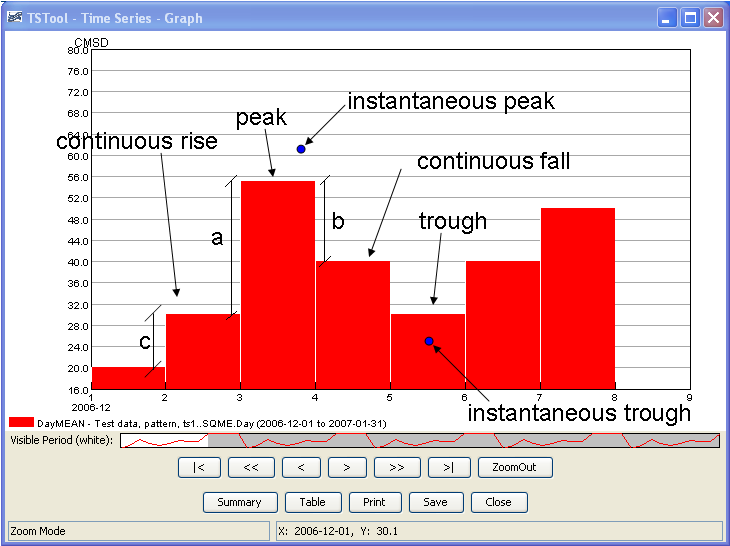 TSTool - Time Series - Graph
CMSD
80.0
76.0
72.0
68.0
64.0
60.0
56.0
52.0
48.0
44.0
40.0
36.0
32.0
28.0
24.0
20.0
16.0
instantaneous peak
peak
continuous rise
continuous fall
a
b
trough
c
instantaneous trough
1 2 3 4 5 6 7 8 9
2006-12
DayMEAN - Test data, pattern, ts1..SQME.Day (2006-12-01 to 2007-01-31)
Visible Period (white):
|< << < > >> >| ZoomOut
Summary Table Print Save Close
Zoom Mode X: 2006-12-01, Y: 30.1